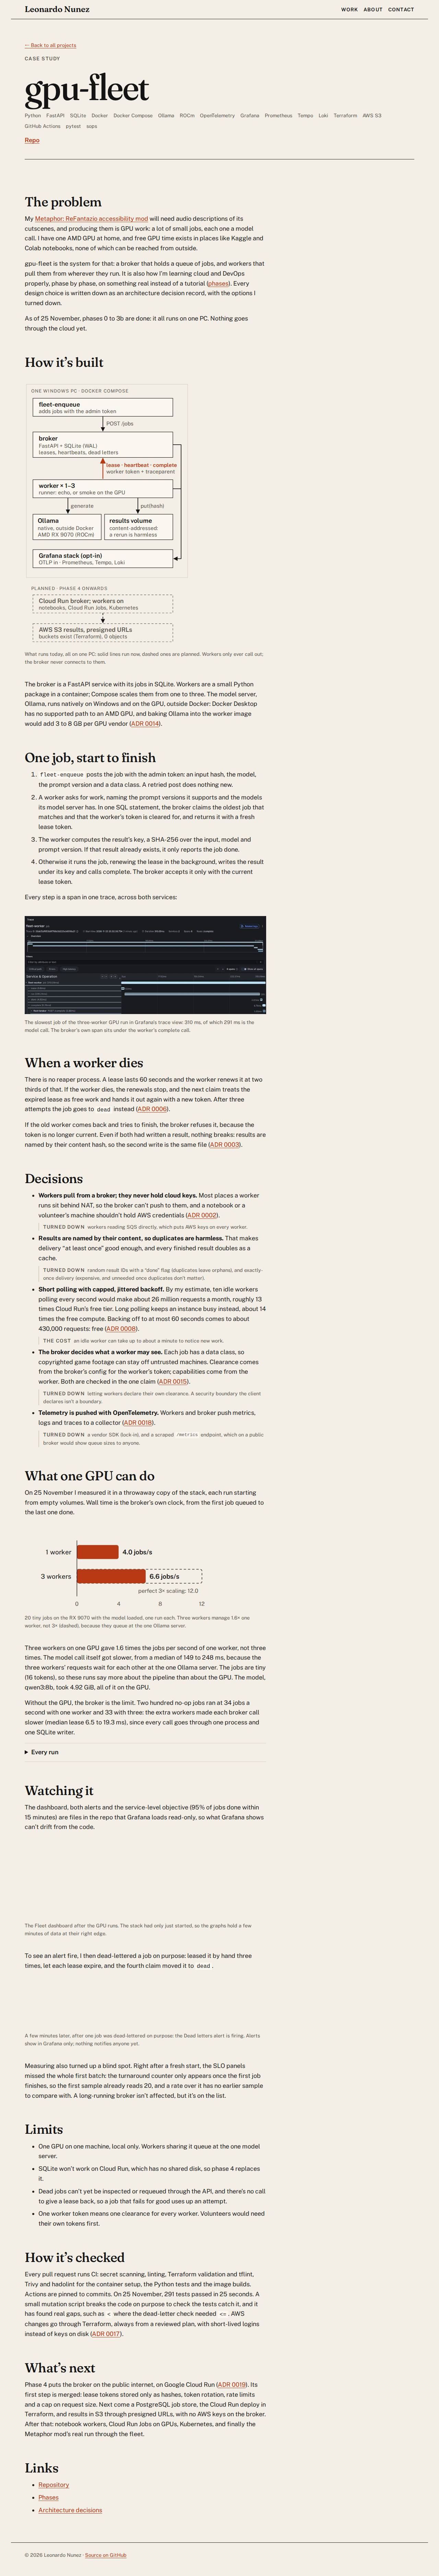 Leonardo Nunez
WORK ABOUT CONTACT
← Back to all projects
CASE STUDY
gpu-fleet
Python FastAPI SQLite Docker Docker Compose Ollama ROCm OpenTelemetry Grafana Prometheus Tempo Loki Terraform AWS S3
GitHub Actions pytest sops
Repo
The problem
My Metaphor: ReFantazio accessibility mod will need audio descriptions of its
cutscenes, and producing them is GPU work: a lot of small jobs, each one a model
call. I have one AMD GPU at home, and free GPU time exists in places like Kaggle and
Colab notebooks, none of which can be reached from outside.
gpu-fleet is the system for that: a broker that holds a queue of jobs, and workers that
pull them from wherever they run. It is also how I'm learning cloud and DevOps
properly, phase by phase, on something real instead of a tutorial (phases). Every
design choice is written down as an architecture decision record, with the options I
turned down.
As of 25 November, phases 0 to 3b are done: it all runs on one PC. Nothing goes
through the cloud yet.
How it's built
ONE WINDOWS PC · DOCKER COMPOSE
fleet-enqueue
adds jobs with the admin token
POST /jobs
broker
FastAPI + SQLite (WAL)
leases, heartbeats, dead letters
lease · heartbeat · complete
worker token + traceparent
worker × 1–3
runner: echo, or smoke on the GPU
generate
put(hash)
Ollama
native, outside Docker
AMD RX 9070 (ROCm)
results volume
content-addressed:
a rerun is harmless
Grafana stack (opt-in)
OTLP in · Prometheus, Tempo, Loki
PLANNED · PHASE 4 ONWARDS
Cloud Run broker; workers on
notebooks, Cloud Run Jobs, Kubernetes
AWS S3 results, presigned URLs
buckets exist (Terraform), 0 objects
What runs today, all on one PC: solid lines run now, dashed ones are planned. Workers only ever call out;
the broker never connects to them.
The broker is a FastAPI service with its jobs in SQLite. Workers are a small Python
package in a container; Compose scales them from one to three. The model server,
Ollama, runs natively on Windows and on the GPU, outside Docker: Docker Desktop
has no supported path to an AMD GPU, and baking Ollama into the worker image
would add 3 to 8 GB per GPU vendor (ADR 0014).
One job, start to finish
1. fleet-enqueue posts the job with the admin token: an input hash, the model,
the prompt version and a data class. A retried post does nothing new.
2. A worker asks for work, naming the prompt versions it supports and the models
its model server has. In one SQL statement, the broker claims the oldest job that
matches and that the worker's token is cleared for, and returns it with a fresh
lease token.
3. The worker computes the result's key, a SHA-256 over the input, model and
prompt version. If that result already exists, it only reports the job done.
4. Otherwise it runs the job, renewing the lease in the background, writes the result
under its key and calls complete. The broker accepts it only with the current
lease token.
Every step is a span in one trace, across both services:
Service & Operation
The slowest job of the three-worker GPU run in Grafana's trace view: 310 ms, of which 291 ms is the
model call. The broker's own span sits under the worker's complete call.
When a worker dies
There is no reaper process. A lease lasts 60 seconds and the worker renews it at two
thirds of that. If the worker dies, the renewals stop, and the next claim treats the
expired lease as free work and hands it out again with a new token. After three
attempts the job goes to dead instead (ADR 0006).
If the old worker comes back and tries to finish, the broker refuses it, because the
token is no longer current. Even if both had written a result, nothing breaks: results are
named by their content hash, so the second write is the same file (ADR 0003).
Decisions
• Workers pull from a broker; they never hold cloud keys. Most places a worker
runs sit behind NAT, so the broker can't push to them, and a notebook or a
volunteer's machine shouldn't hold AWS credentials (ADR 0002).
TURNED DOWN workers reading SQS directly, which puts AWS keys on every worker.
• Results are named by their content, so duplicates are harmless. That makes
delivery “at least once” good enough, and every finished result doubles as a
cache.
TURNED DOWN random result IDs with a “done” flag (duplicates leave orphans), and exactly-
once delivery (expensive, and unneeded once duplicates don't matter).
• Short polling with capped, jittered backoff. By my estimate, ten idle workers
polling every second would make about 26 million requests a month, roughly 13
times Cloud Run's free tier. Long polling keeps an instance busy instead, about 14
times the free compute. Backing off to at most 60 seconds comes to about
430,000 requests: free (ADR 0008).
THE COST an idle worker can take up to about a minute to notice new work.
• The broker decides what a worker may see. Each job has a data class, so
copyrighted game footage can stay off untrusted machines. Clearance comes
from the broker's config for the worker's token; capabilities come from the
worker. Both are checked in the one claim (ADR 0015).
TURNED DOWN letting workers declare their own clearance. A security boundary the client
declares isn't a boundary.
• Telemetry is pushed with OpenTelemetry. Workers and broker push metrics,
logs and traces to a collector (ADR 0018).
TURNED DOWN a vendor SDK (lock-in), and a scraped /metrics endpoint, which on a public
broker would show queue sizes to anyone.
What one GPU can do
On 25 November I measured it in a throwaway copy of the stack, each run starting
from empty volumes. Wall time is the broker's own clock, from the first job queued to
the last one done.
1 worker
4.0 jobs/s
3 workers
6.6 jobs/s
perfect 3× scaling: 12.0
0 4 8 12
20 tiny jobs on the RX 9070 with the model loaded, one run each. Three workers manage 1.6× one
worker, not 3× (dashed), because they queue at the one Ollama server.
Three workers on one GPU gave 1.6 times the jobs per second of one worker, not three
times. The model call itself got slower, from a median of 149 to 248 ms, because the
three workers' requests wait for each other at the one Ollama server. The jobs are tiny
(16 tokens), so these runs say more about the pipeline than about the GPU. The model,
qwen3:8b, took 4.92 GiB, all of it on the GPU.
Without the GPU, the broker is the limit. Two hundred no-op jobs ran at 34 jobs a
second with one worker and 33 with three: the extra workers made each broker call
slower (median lease 6.5 to 19.3 ms), since every call goes through one process and
one SQLite writer.
▶ Every run
Watching it
The dashboard, both alerts and the service-level objective (95% of jobs done within
15 minutes) are files in the repo that Grafana loads read-only, so what Grafana shows
can't drift from the code.
The Fleet dashboard after the GPU runs. The stack had only just started, so the graphs hold a few
minutes of data at their right edge.
To see an alert fire, I then dead-lettered a job on purpose: leased it by hand three
times, let each lease expire, and the fourth claim moved it to dead.
A few minutes later, after one job was dead-lettered on purpose: the Dead letters alert is firing. Alerts
show in Grafana only; nothing notifies anyone yet.
Measuring also turned up a blind spot. Right after a fresh start, the SLO panels
missed the whole first batch: the turnaround counter only appears once the first job
finishes, so the first sample already reads 20, and a rate over it has no earlier sample
to compare with. A long-running broker isn't affected, but it's on the list.
Limits
• One GPU on one machine, local only. Workers sharing it queue at the one model
server.
• SQLite won't work on Cloud Run, which has no shared disk, so phase 4 replaces
it.
• Dead jobs can't yet be inspected or requeued through the API, and there's no call
to give a lease back, so a job that fails for good uses up an attempt.
• One worker token means one clearance for every worker. Volunteers would need
their own tokens first.
How it's checked
Every pull request runs CI: secret scanning, linting, Terraform validation and tflint,
Trivy and hadolint for the container setup, the Python tests and the image builds.
Actions are pinned to commits. On 25 November, 291 tests passed in 25 seconds. A
small mutation script breaks the code on purpose to check the tests catch it, and it
has found real gaps, such as < where the dead-letter check needed <=. AWS
changes go through Terraform, always from a reviewed plan, with short-lived logins
instead of keys on disk (ADR 0017).
What's next
Phase 4 puts the broker on the public internet, on Google Cloud Run (ADR 0019). Its
first step is merged: lease tokens stored only as hashes, token rotation, rate limits
and a cap on request size. Next come a PostgreSQL job store, the Cloud Run deploy in
Terraform, and results in S3 through presigned URLs, with no AWS keys on the broker.
After that: notebook workers, Cloud Run Jobs on GPUs, Kubernetes, and finally the
Metaphor mod's real run through the fleet.
Links
• Repository
• Phases
• Architecture decisions
© 2026 Leonardo Nunez · Source on GitHub